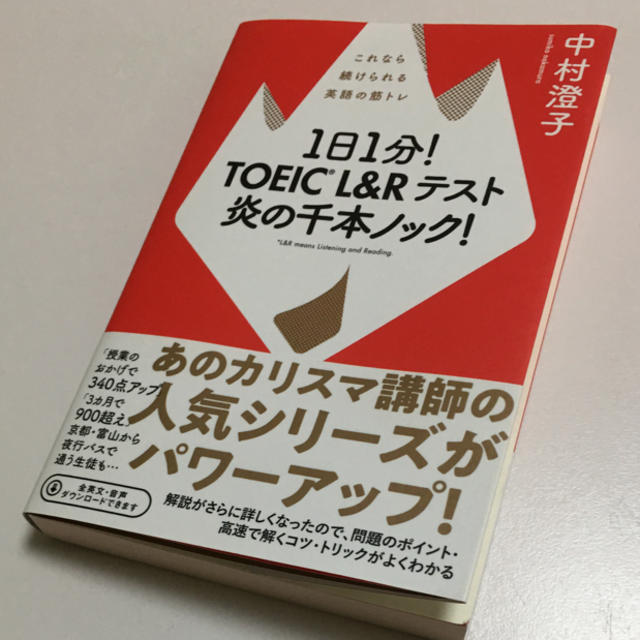 これなら
続けられる
英語の筋トレ
1日1分!
TOEIC® L&R テスト
炎の千本ノック!
*L&R means Listening and Reading.
中村澄子
あのカリスマ講師の
人気シリーズが
パワーアップ!
「授業の
おかげで
340点アップ」
「3カ月で
900超え」
京都・富山から
夜行バスで
通う生徒も…
全英文・音声
ダウンロードできます
解説がさらに詳しくなったので、問題のポイント・
高速で解くコツ・トリックがよくわかる